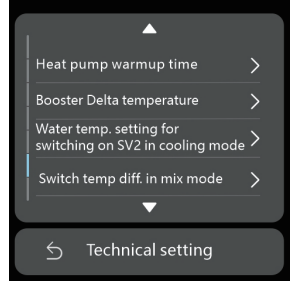 Heat pump warmup time
Booster Delta temperature
Water temp. setting for
switching on SV2 in cooling mode
Switch temp diff. in mix mode
Technical setting